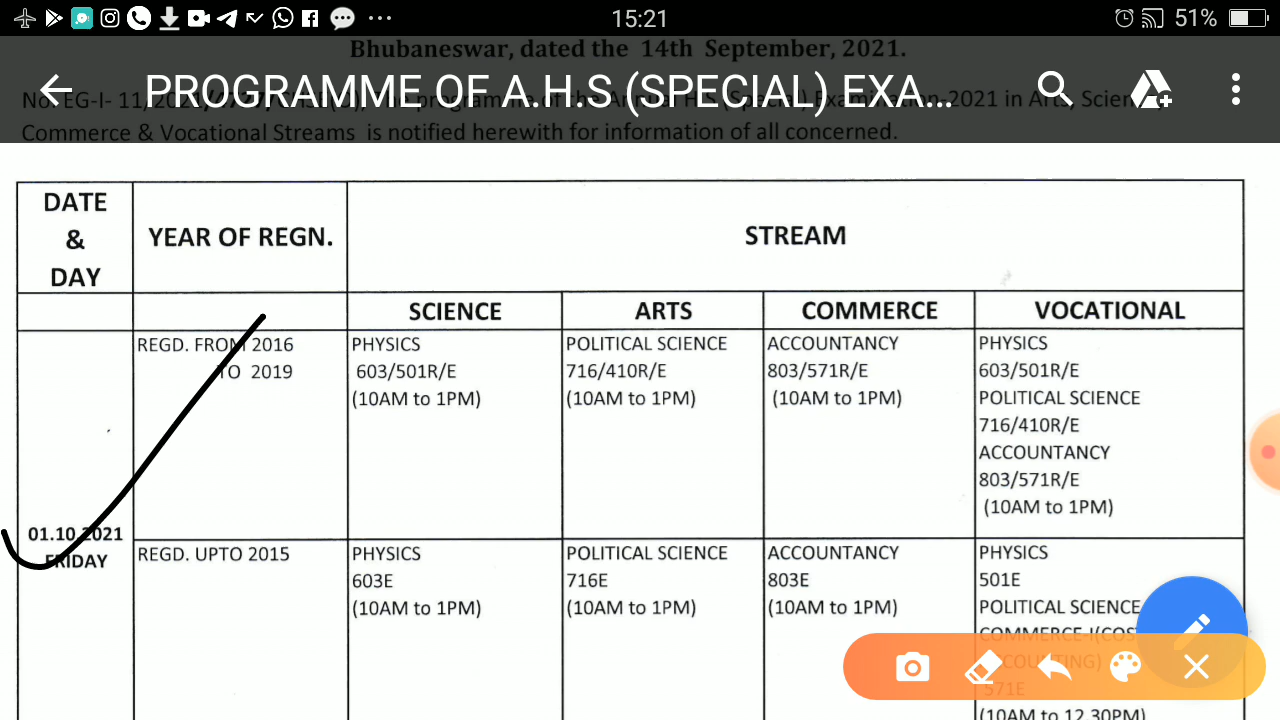 15:21
51%
Bhubaneswar, dated the 14th September, 2021.
PROGRAMME OF A.H.S (SPECIAL) EXA...
Commerce & Vocational Streams is notified herewith for information of all concerned.
DATE & DAY
YEAR OF REGN.
STREAM
SCIENCE
ARTS
COMMERCE
VOCATIONAL
01.10.2021
FRIDAY
REGD. FROM 2016
TO 2019
PHYSICS
603/501R/E
(10AM to 1PM)
POLITICAL SCIENCE
716/410R/E
(10AM to 1PM)
ACCOUNTANCY
803/571R/E
(10AM to 1PM)
PHYSICS
603/501R/E
POLITICAL SCIENCE
716/410R/E
ACCOUNTANCY
803/571R/E
(10AM to 1PM)
REGD. UPTO 2015
PHYSICS
603E
(10AM to 1PM)
POLITICAL SCIENCE
716E
(10AM to 1PM)
ACCOUNTANCY
803E
(10AM to 1PM)
PHYSICS
501E
POLITICAL SCIENCE
571E
(10AM to 12.30PM)